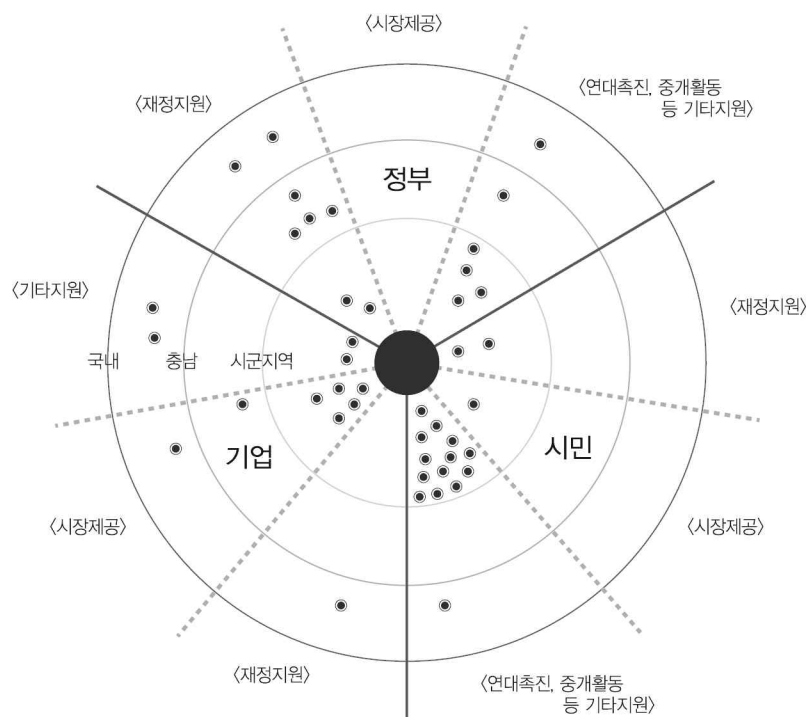 〈시장제공〉
〈재정지원〉
〈연대촉진, 중개활동
등 기타지원〉
정부
〈기타지원〉
〈재정지원〉
국내
충남
시군지역
기업
시민
〈시장제공〉
〈시장제공〉
〈재정지원〉
〈연대촉진, 중개활동
등 기타지원〉